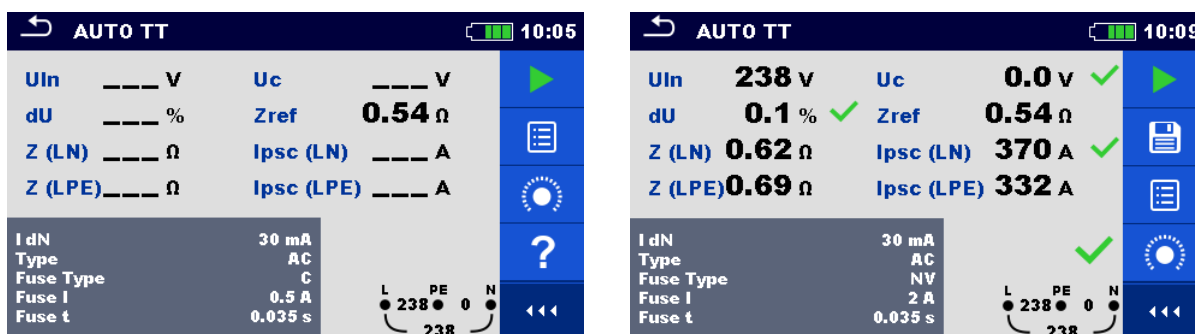 AUTO TT 10:05
Uln ___ V Uc ___ V
dU ___ % Zref 0.54 Ω
Z (LN) ___ Ω Ipsc (LN) ___ A
Z (LPE)___ Ω Ipsc (LPE) ___ A
I dN 30 mA
Type AC
Fuse Type C
Fuse I 0.5 A
Fuse t 0.035 s
?
L PE N
238 0
238
AUTO TT 10:09
Uln 238 V Uc 0.0 V
dU 0.1 % Zref 0.54 Ω
Z (LN) 0.62 Ω Ipsc (LN) 370 A
Z (LPE)0.69 Ω Ipsc (LPE) 332 A
I dN 30 mA
Type AC
Fuse Type NV
Fuse I 2 A
Fuse t 0.035 s
L PE N
238 0
238